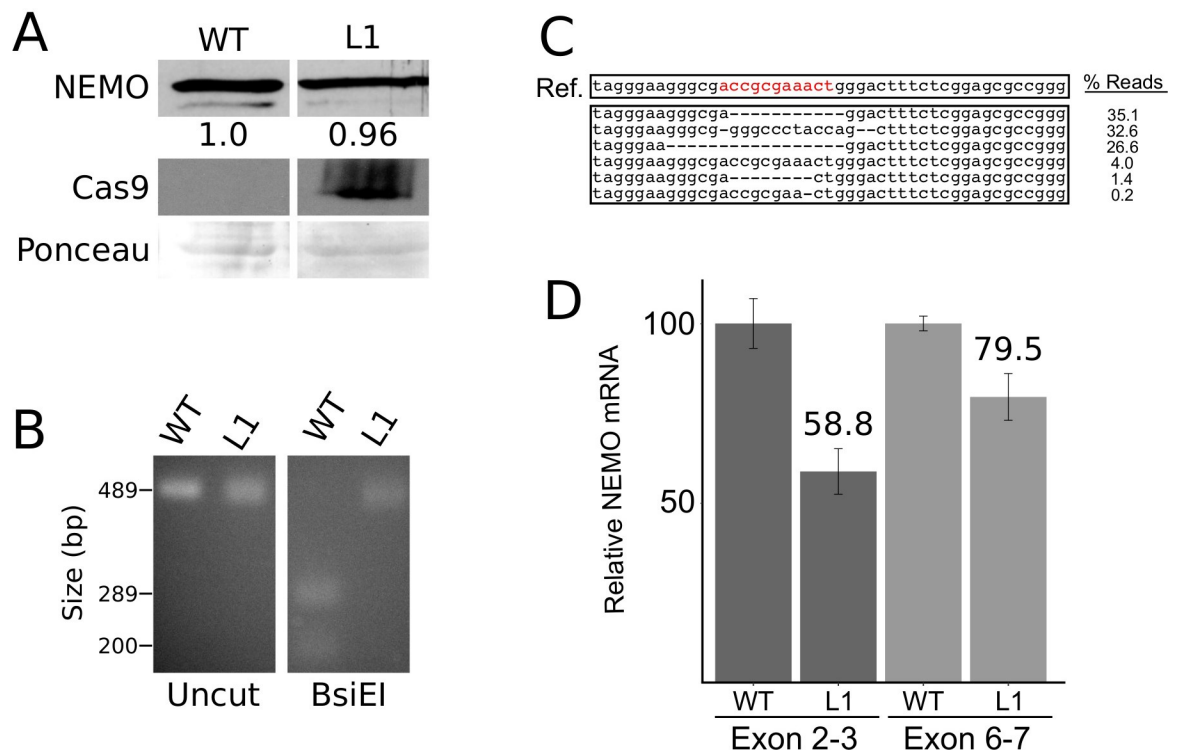 A
WT L1
NEMO
1.0 0.96
Cas9
Ponceau
B
WT L1 WT L1
489
289
200
Size (bp)
Uncut BsiEI
C
% Reads
Ref. tagggaagggcgaccgcgaaactgggactttctcggagcgccggg
tagggaagggcga-----------ggactttctcggagcgccggg 35.1
tagggaagggcg-gggccctaccag--ctttctcggagcgccggg 32.6
tagggaa-----------------ggactttctcggagcgccggg 26.6
tagggaagggcgaccgcgaaactgggactttctcggagcgccggg 4.0
tagggaagggcga--------ctgggactttctcggagcgccggg 1.4
tagggaagggcgaccgcgaa-ctgggactttctcggagcgccggg 0.2
D
Relative NEMO mRNA
100
50
58.8
79.5
WT L1 WT L1
Exon 2-3 Exon 6-7